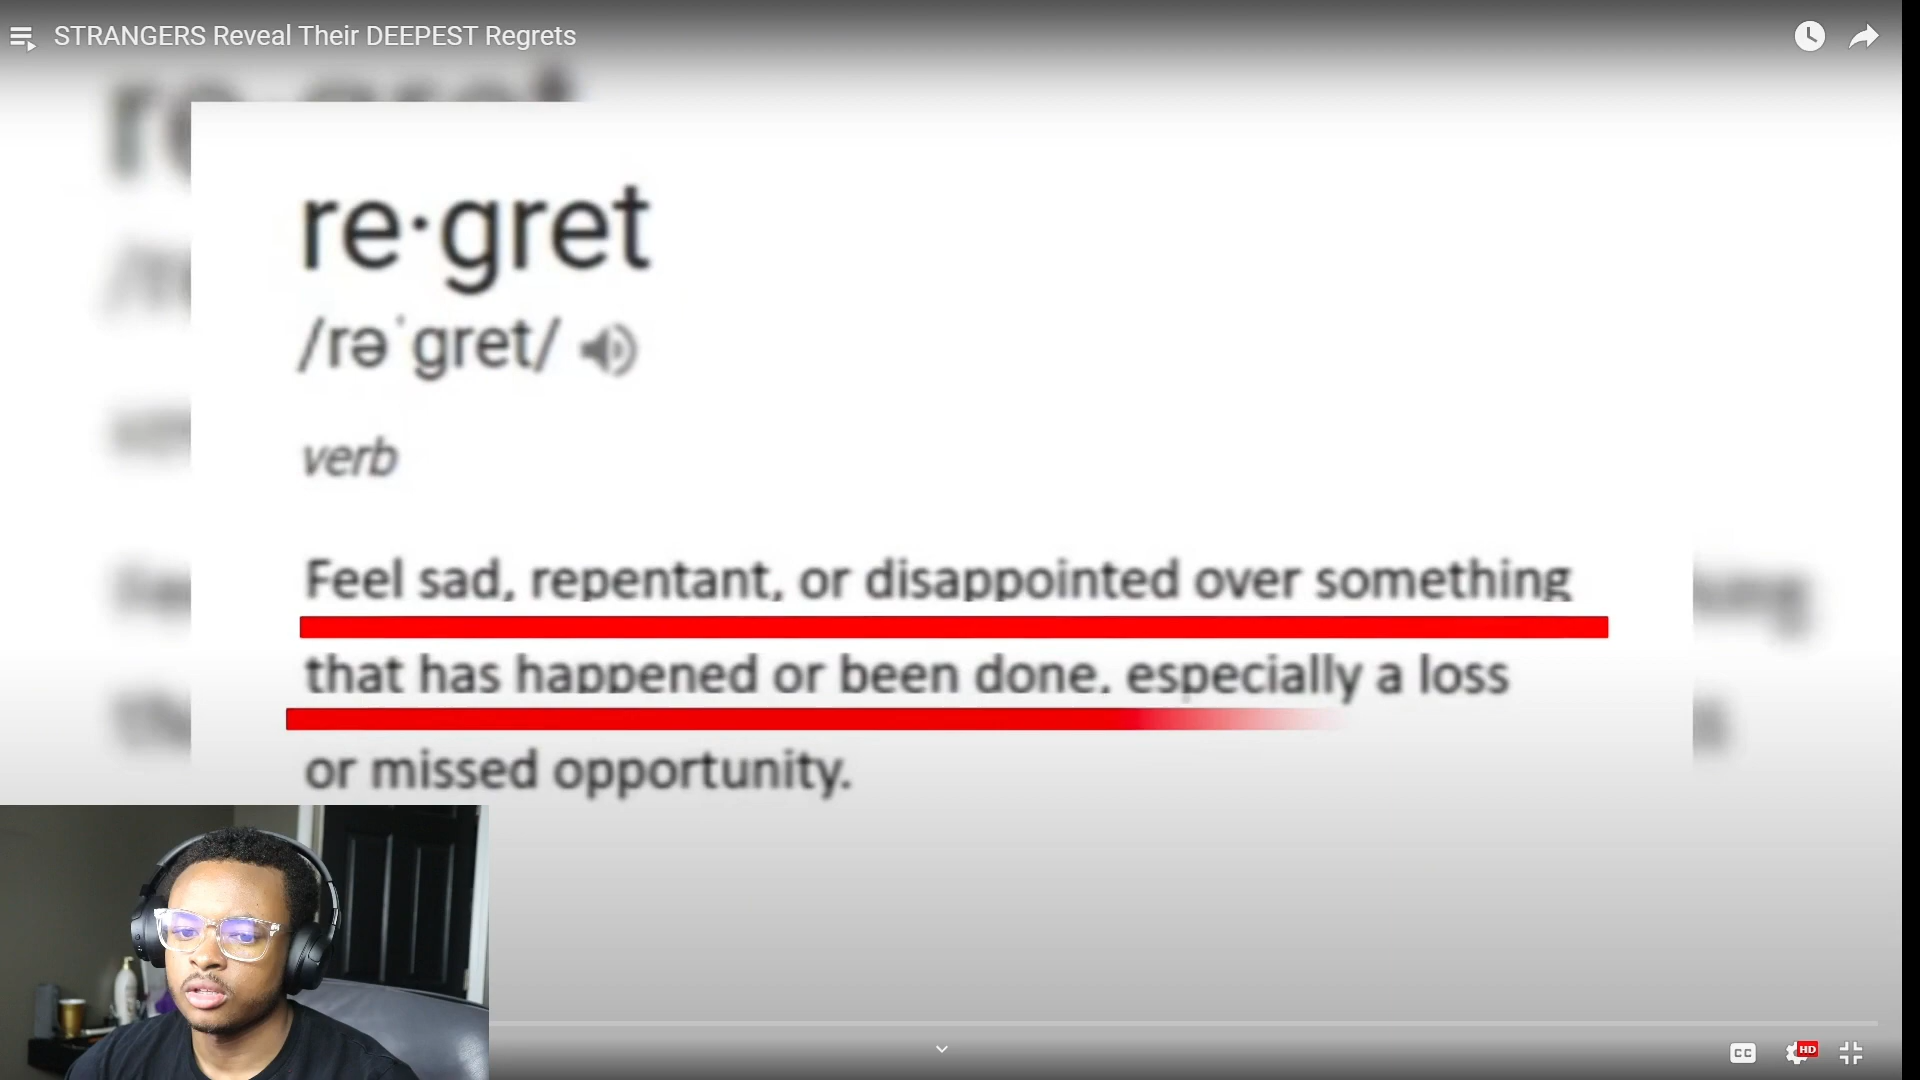 STRANGERS Reveal Their DEEPEST Regrets
re·gret
/rəˈgret/
verb
Feel sad, repentant, or disappointed over something
that has happened or been done, especially a loss
or missed opportunity.
CC
HD